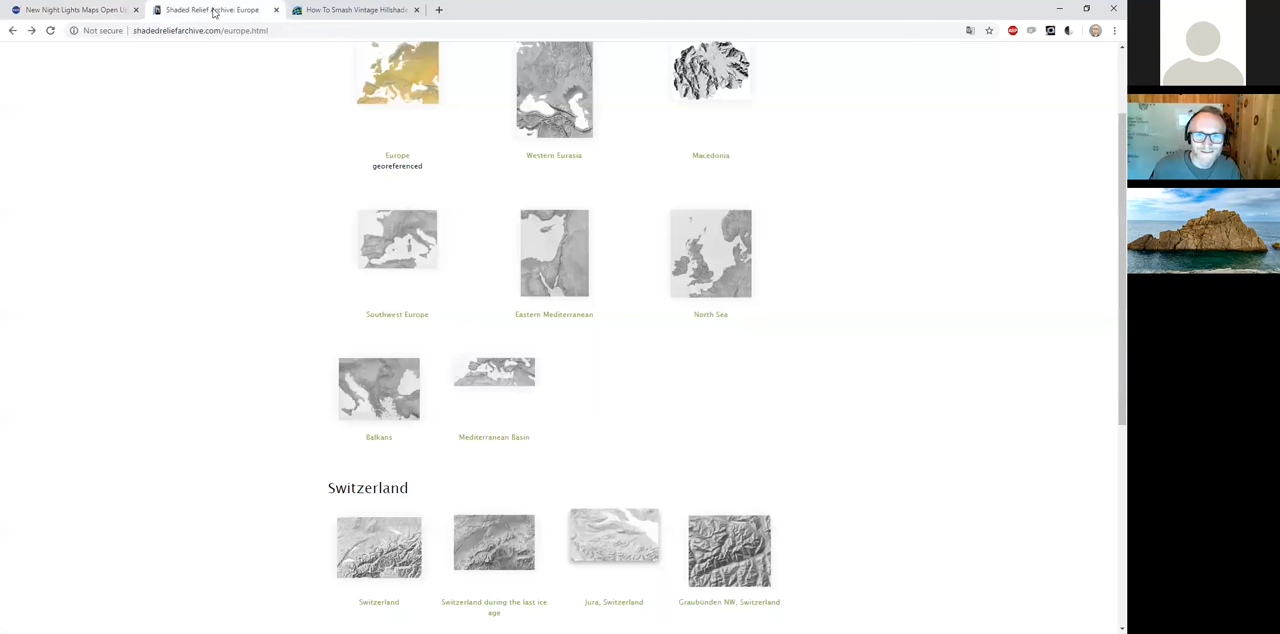 New Night Lights Maps Open U
Shaded Relief Archive: Europe
How To Smash Vintage Hillshade
Not secure
shadedreliefarchive.com/europe.html
ABP
Europe
georeferenced
Western Eurasia
Macedonia
Southwest Europe
Eastern Mediterranean
North Sea
Balkans
Mediterranean Basin
Switzerland
Switzerland
Switzerland during the last ice
age
Jura, Switzerland
Graubünden NW, Switzerland